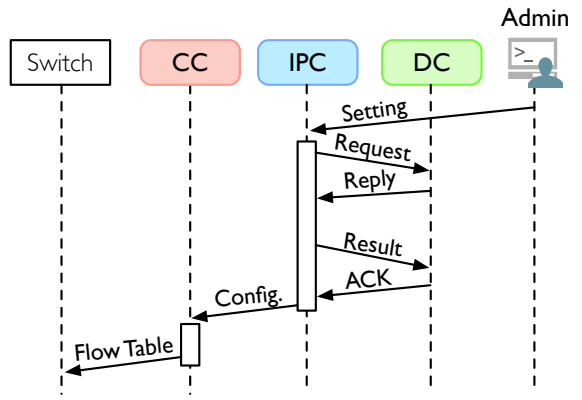 Admin
Switch
CC
IPC
DC
>_
Setting
Request
Reply
Result
ACK
Config.
Flow Table